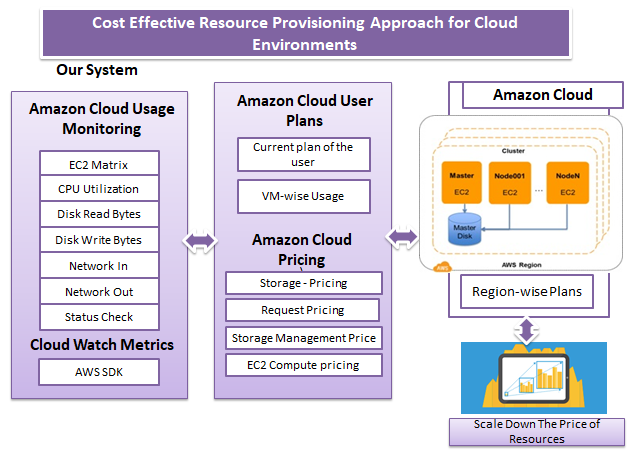 Cost Effective Resource Provisioning Approach for Cloud
Environments
Our System
Amazon Cloud Usage
Monitoring
EC2 Matrix
CPU Utilization
Disk Read Bytes
Disk Write Bytes
Network In
Network Out
Status Check
Cloud Watch Metrics
AWS SDK
Amazon Cloud User
Plans
Current plan of the
user
VM-wise Usage
Amazon Cloud
Pricing
Storage - Pricing
Request Pricing
Storage Management Price
EC2 Compute pricing
Amazon Cloud
Cluster
Master
EC2
Node001
EC2
...
NodeN
EC2
Master
Disk
AWS
AWS Region
Region-wise Plans
Scale Down The Price of
Resources